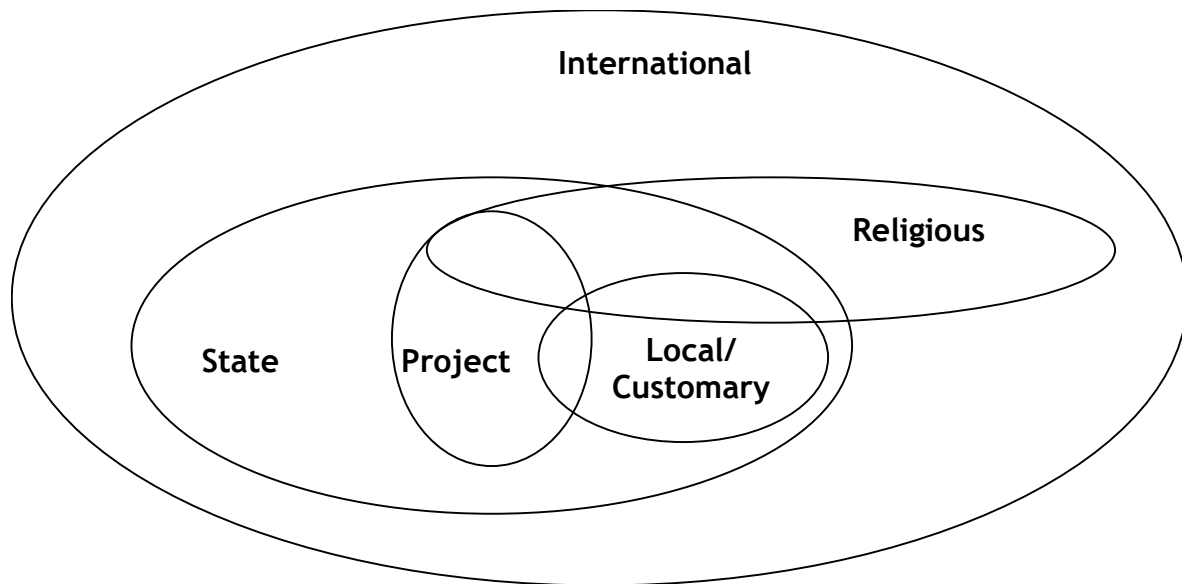 International
Religious
State
Project
Local/
Customary